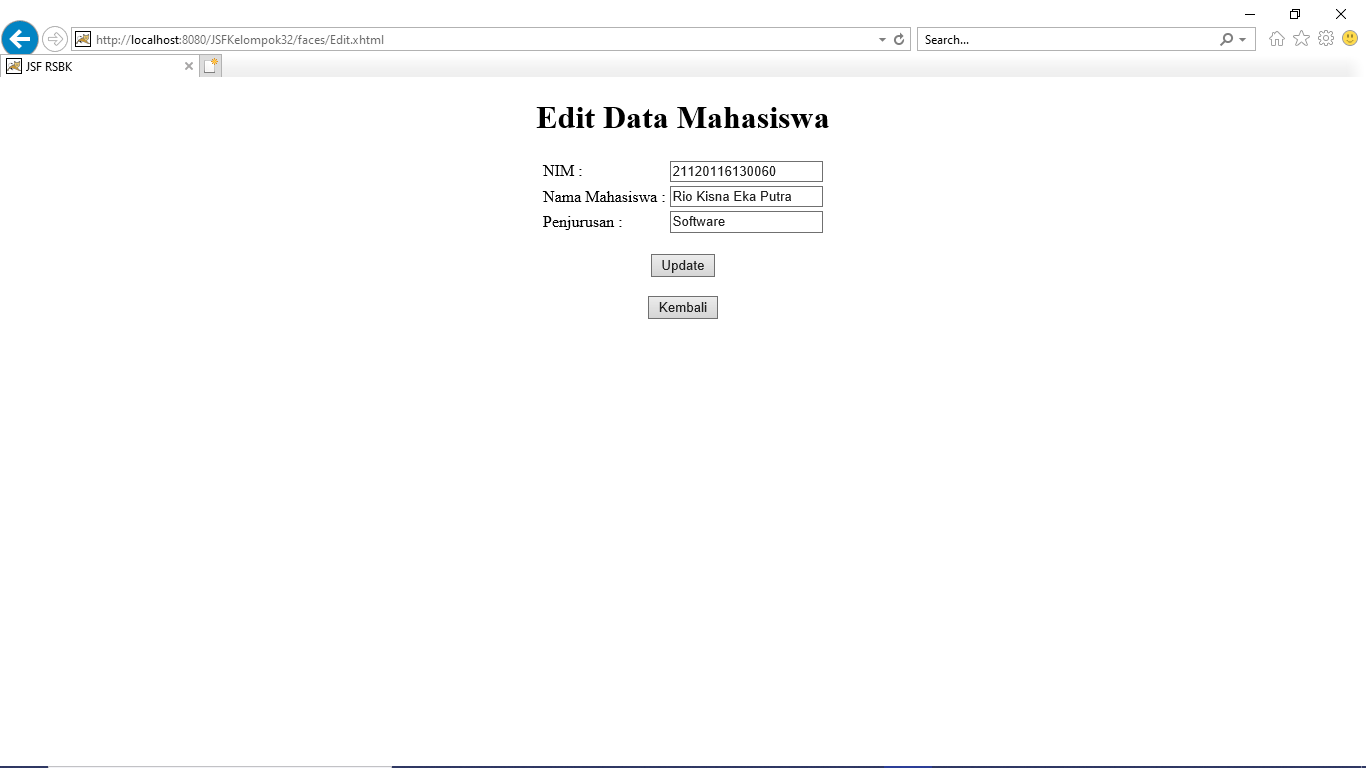 http://localhost:8080/JSFKelompok32/faces/Edit.xhtml
Search...
JSF RSBK
Edit Data Mahasiswa
NIM : 21120116130060
Nama Mahasiswa : Rio Kisna Eka Putra
Penjurusan : Software
Update
Kembali